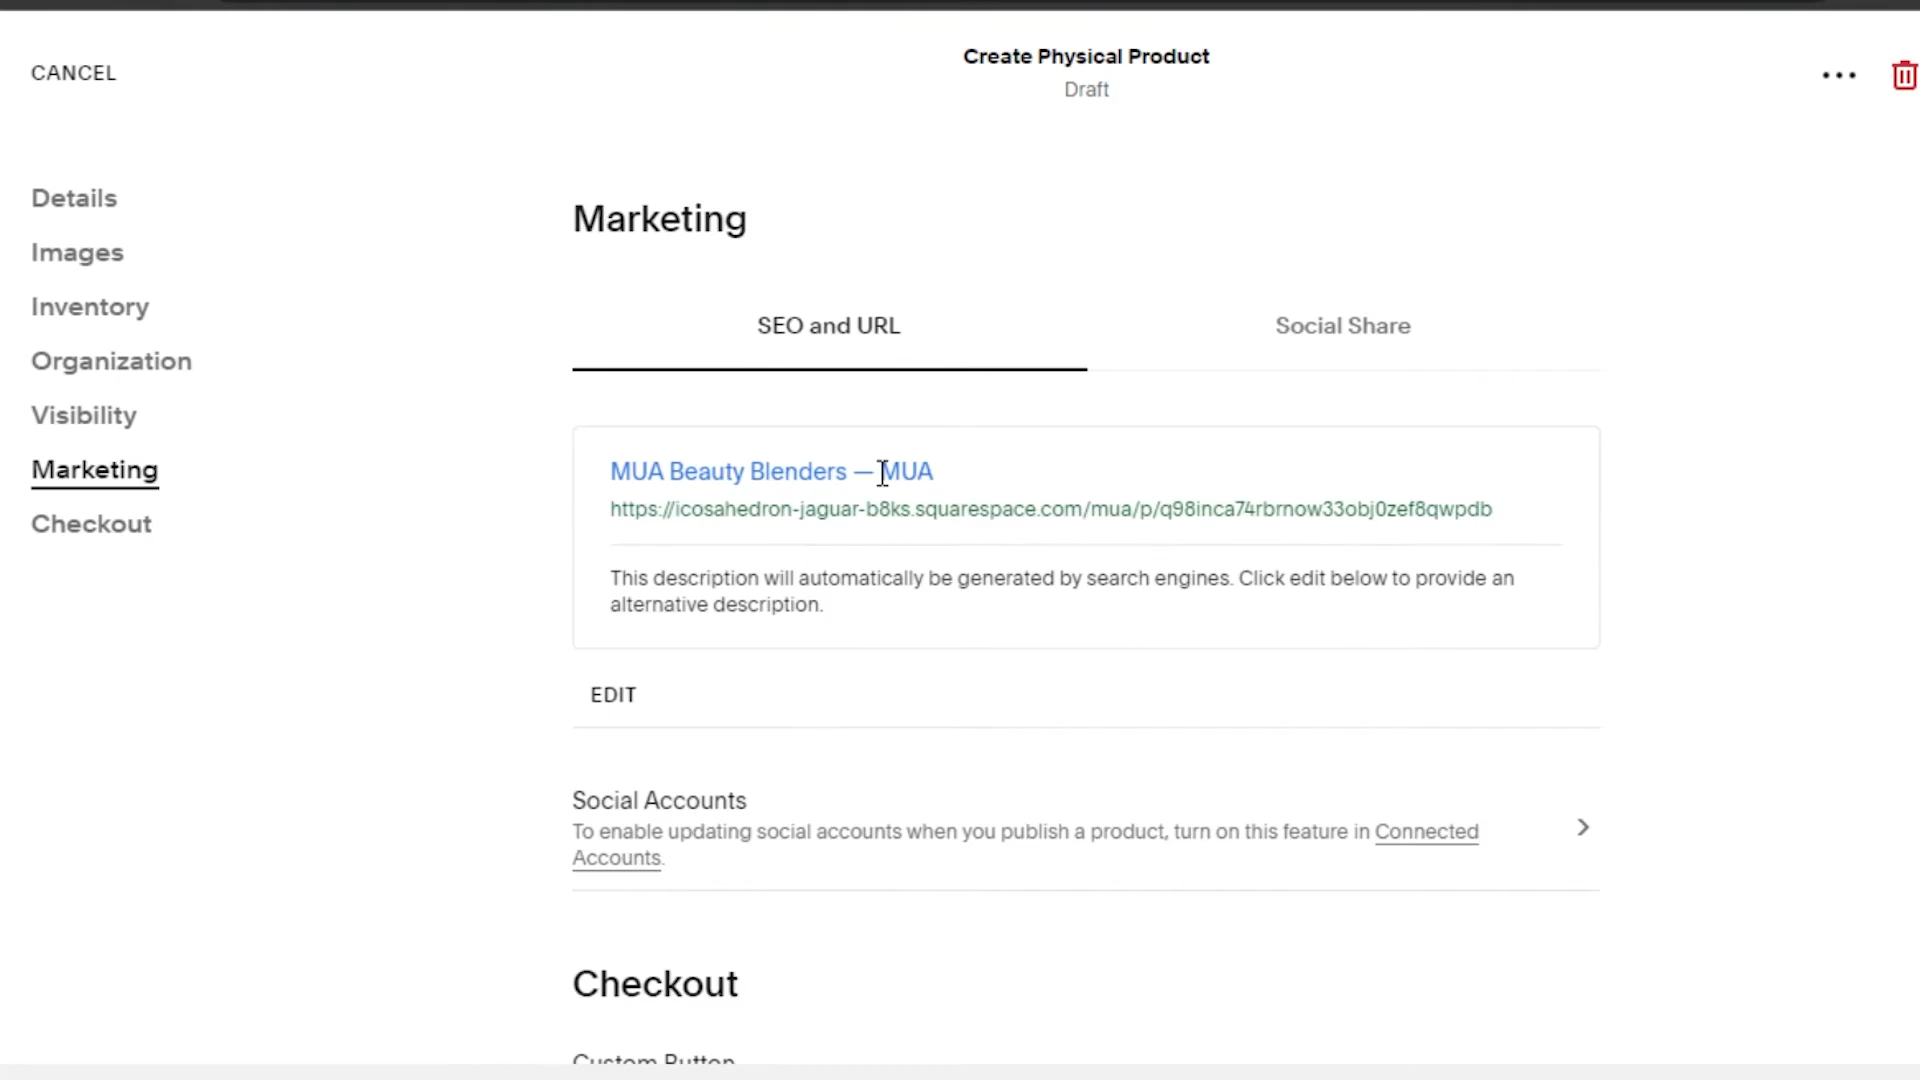 CANCEL
Create Physical Product
Draft
Details
Images
Inventory
Organization
Visibility
Marketing
Checkout
Marketing
SEO and URL
Social Share
MUA Beauty Blenders — MUA
https://icosahedron-jaguar-b8ks.squarespace.com/mua/p/q98inca74rbrnow33obj0zef8qwpdb
This description will automatically be generated by search engines. Click edit below to provide an
alternative description.
EDIT
Social Accounts
To enable updating social accounts when you publish a product, turn on this feature in Connected
Accounts.
Checkout
Custom Button